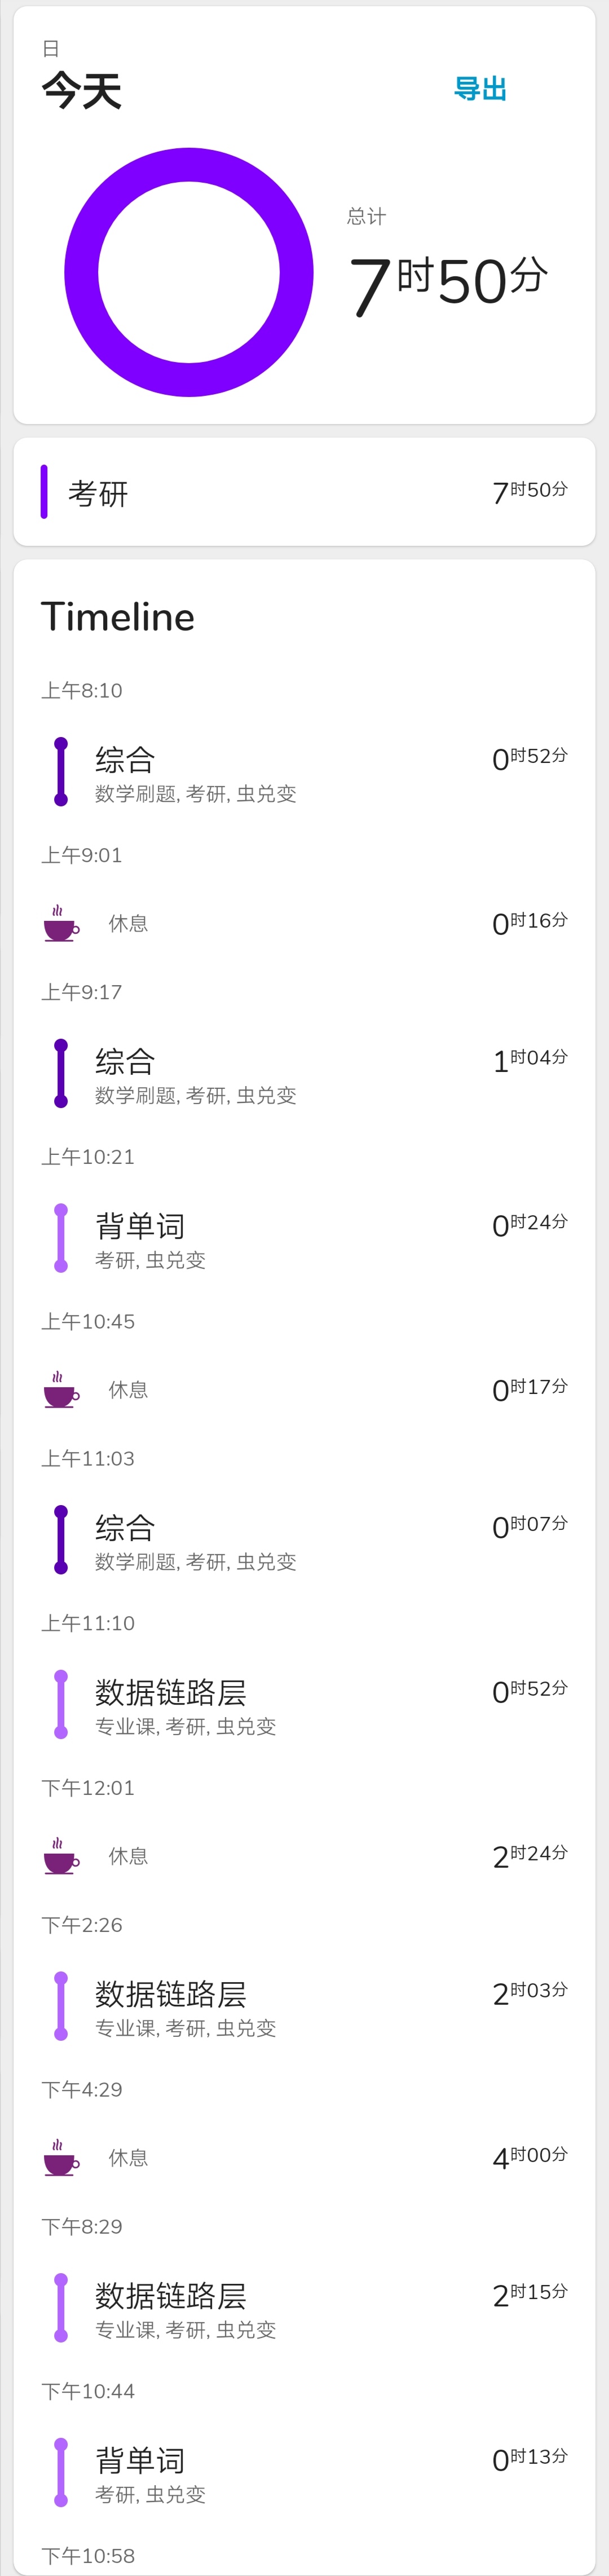 日
今天
导出
总计
7时50分
考研
7时50分
Timeline
上午8:10
综合
0时52分
数学刷题, 考研, 虫兑变
上午9:01
休息
0时16分
上午9:17
综合
1时04分
数学刷题, 考研, 虫兑变
上午10:21
背单词
0时24分
考研, 虫兑变
上午10:45
休息
0时17分
上午11:03
综合
0时07分
数学刷题, 考研, 虫兑变
上午11:10
数据链路层
0时52分
专业课, 考研, 虫兑变
下午12:01
休息
2时24分
下午2:26
数据链路层
2时03分
专业课, 考研, 虫兑变
下午4:29
休息
4时00分
下午8:29
数据链路层
2时15分
专业课, 考研, 虫兑变
下午10:44
背单词
0时13分
考研, 虫兑变
下午10:58